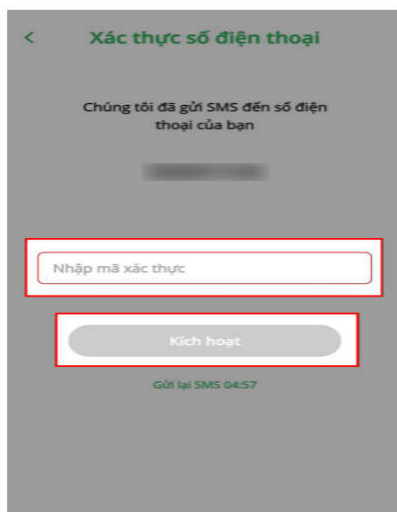 Xác thực số điện thoại
Chúng tôi đã gửi SMS đến số điện
thoại của bạn
Nhập mã xác thực
Kích hoạt
Gửi lại SMS 04:57